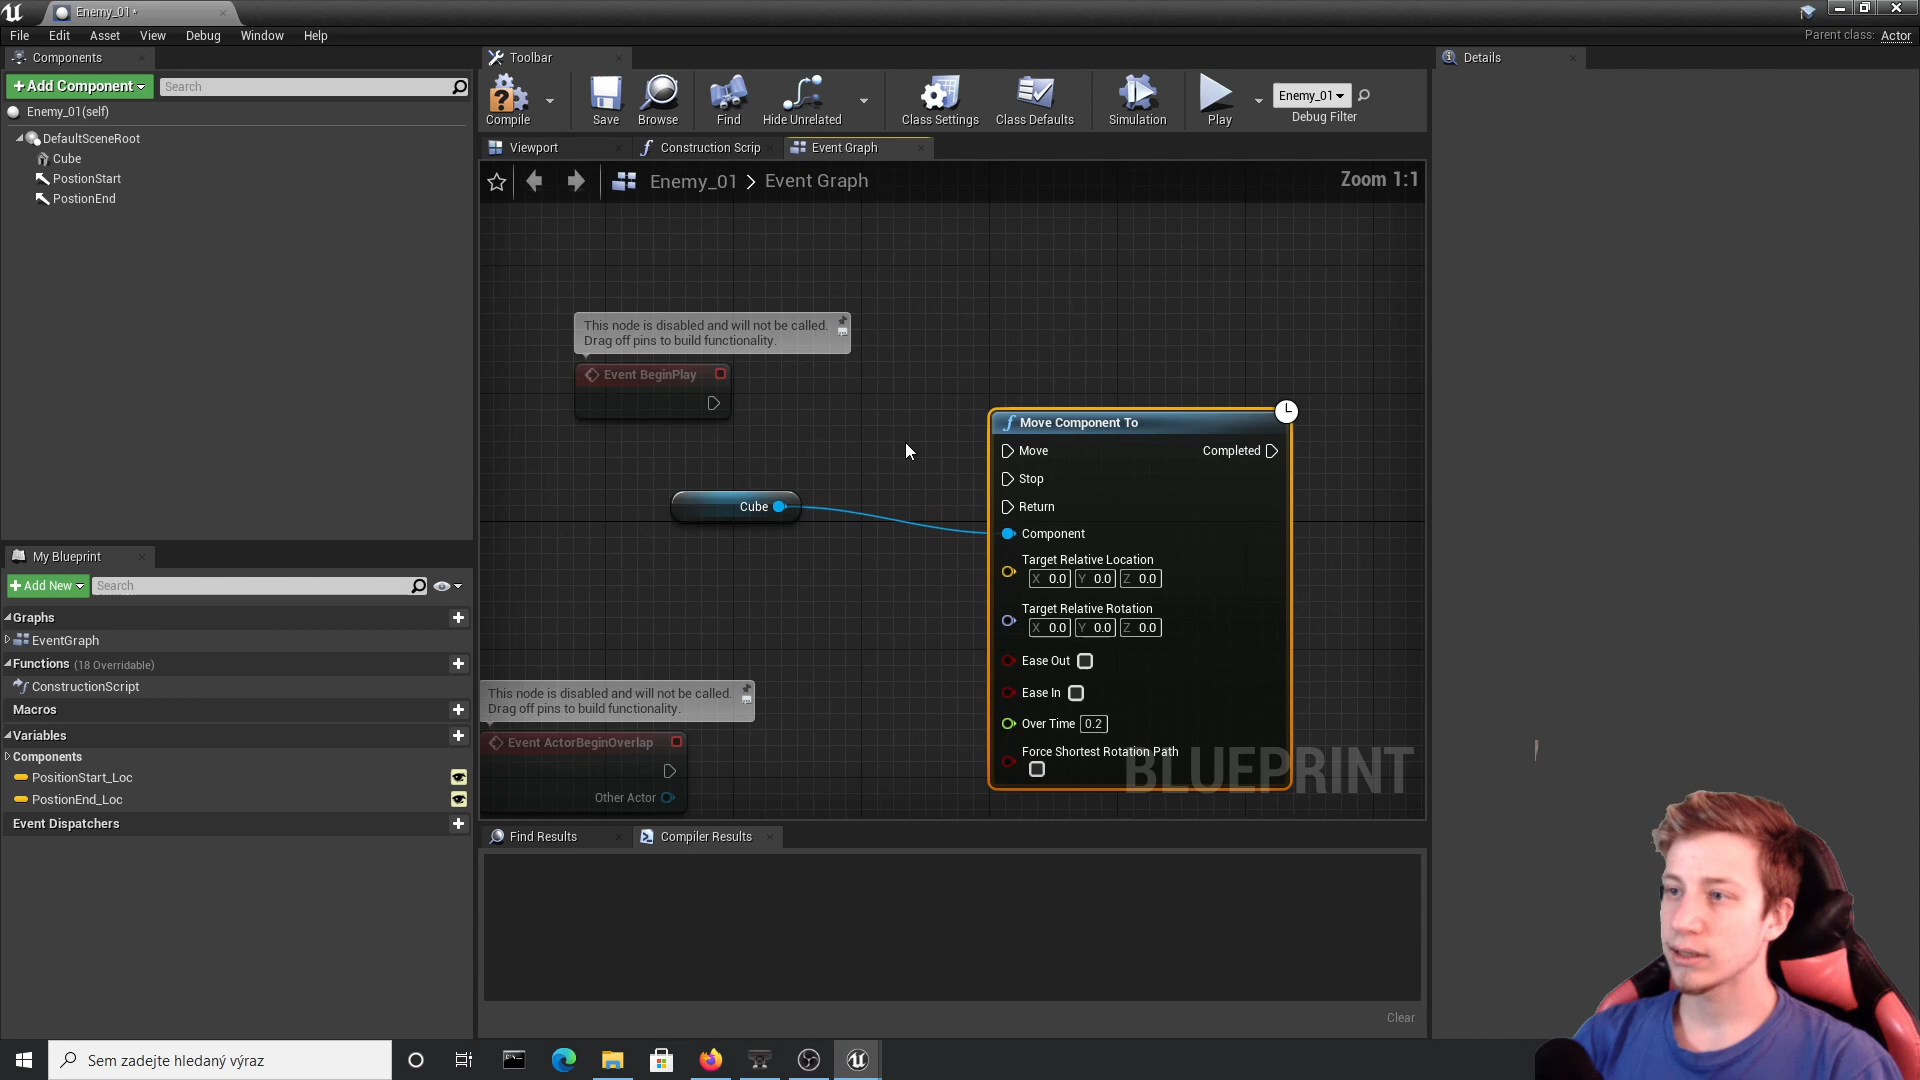 Enemy_01*
File Edit Asset View Debug Window Help
Parent class: Actor
Components
Toolbar
Details
Add Component
Search
Enemy_01(self)
DefaultSceneRoot
Cube
PostionStart
PostionEnd
Compile
Save
Browse
Find
Hide Unrelated
Class Settings
Class Defaults
Simulation
Play
Enemy_01
Debug Filter
Viewport
Construction Scrip
Event Graph
Enemy_01 > Event Graph
Zoom 1:1
This node is disabled and will not be called.
Drag off pins to build functionality.
Event BeginPlay
Cube
Move Component To
Move
Completed
Stop
Return
Component
Target Relative Location
X 0.0 Y 0.0 Z 0.0
Target Relative Rotation
X 0.0 Y 0.0 Z 0.0
Ease Out
Ease In
Over Time 0.2
Force Shortest Rotation Path
BLUEPRINT
This node is disabled and will not be called.
Drag off pins to build functionality.
Event ActorBeginOverlap
Other Actor
My Blueprint
Add New
Search
Graphs
EventGraph
Functions (18 Overridable)
ConstructionScript
Macros
Variables
Components
PositionStart_Loc
PostionEnd_Loc
Event Dispatchers
Find Results
Compiler Results
Clear
Sem zadejte hledaný výraz